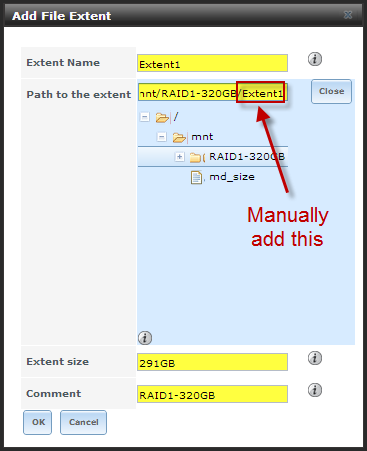 Add File Extent
Extent Name Extent1
Path to the extent mnt/RAID1-320GB/Extent1 Close
/
mnt
RAID1-320GB
md_size
Manually
add this
Extent size 291GB
Comment RAID1-320GB
OK Cancel